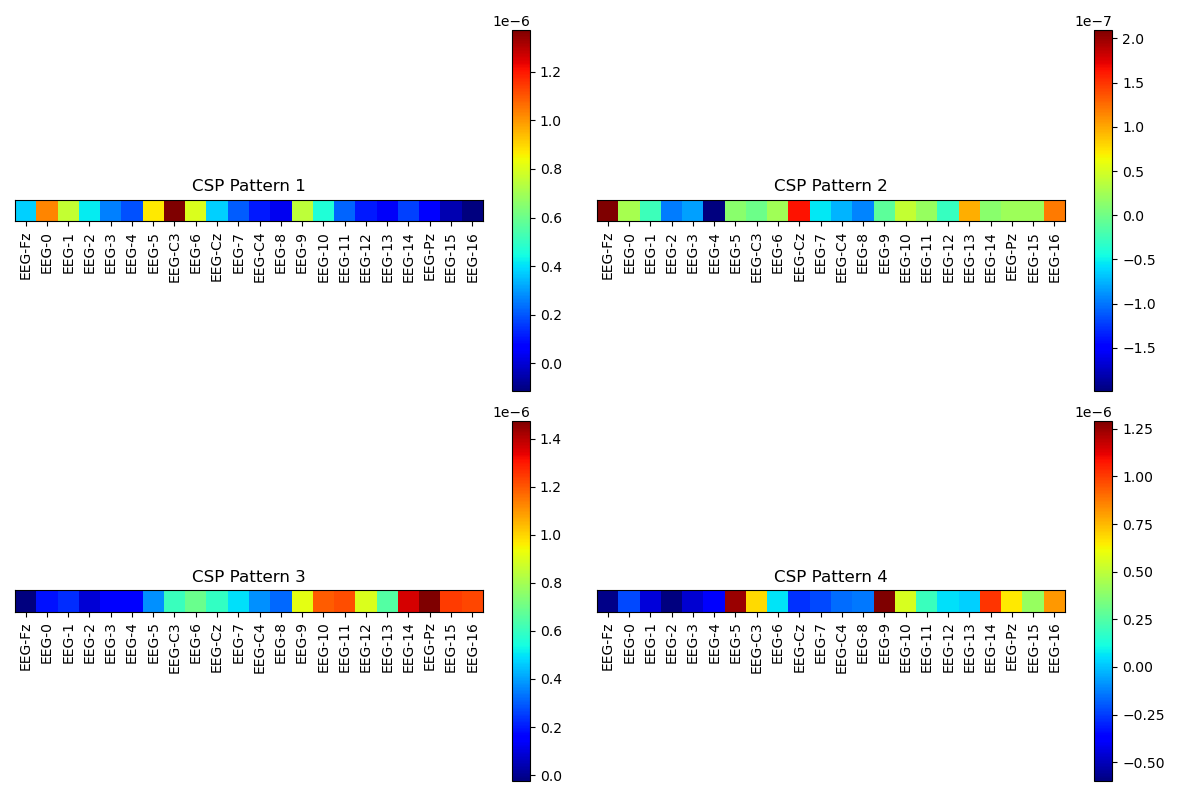 1e−6
CSP Pattern 1
1.2
1.0
0.8
0.6
0.4
0.2
0.0
EEG-Fz EEG-0 EEG-1 EEG-2 EEG-3 EEG-4 EEG-5 EEG-C3 EEG-6 EEG-Cz EEG-7 EEG-C4 EEG-8 EEG-9 EEG-10 EEG-11 EEG-12 EEG-13 EEG-14 EEG-Pz EEG-15 EEG-16
1e−7
CSP Pattern 2
2.0
1.5
1.0
0.5
0.0
−0.5
−1.0
−1.5
EEG-Fz EEG-0 EEG-1 EEG-2 EEG-3 EEG-4 EEG-5 EEG-C3 EEG-6 EEG-Cz EEG-7 EEG-C4 EEG-8 EEG-9 EEG-10 EEG-11 EEG-12 EEG-13 EEG-14 EEG-Pz EEG-15 EEG-16
1e−6
CSP Pattern 3
1.4
1.2
1.0
0.8
0.6
0.4
0.2
0.0
EEG-Fz EEG-0 EEG-1 EEG-2 EEG-3 EEG-4 EEG-5 EEG-C3 EEG-6 EEG-Cz EEG-7 EEG-C4 EEG-8 EEG-9 EEG-10 EEG-11 EEG-12 EEG-13 EEG-14 EEG-Pz EEG-15 EEG-16
1e−6
CSP Pattern 4
1.25
1.00
0.75
0.50
0.25
0.00
−0.25
−0.50
EEG-Fz EEG-0 EEG-1 EEG-2 EEG-3 EEG-4 EEG-5 EEG-C3 EEG-6 EEG-Cz EEG-7 EEG-C4 EEG-8 EEG-9 EEG-10 EEG-11 EEG-12 EEG-13 EEG-14 EEG-Pz EEG-15 EEG-16